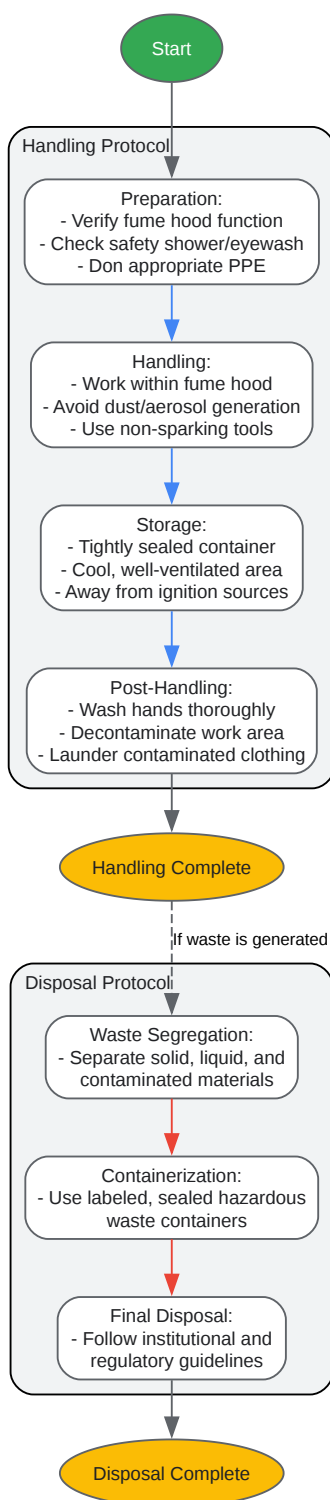 Start
Handling Protocol
Preparation:
- Verify fume hood function
- Check safety shower/eyewash
- Don appropriate PPE
Handling:
- Work within fume hood
- Avoid dust/aerosol generation
- Use non-sparking tools
Storage:
- Tightly sealed container
- Cool, well-ventilated area
- Away from ignition sources
Post-Handling:
- Wash hands thoroughly
- Decontaminate work area
- Launder contaminated clothing
Handling Complete
If waste is generated
Disposal Protocol
Waste Segregation:
- Separate solid, liquid, and
contaminated materials
Containerization:
- Use labeled, sealed hazardous
waste containers
Final Disposal:
- Follow institutional and
regulatory guidelines
Disposal Complete